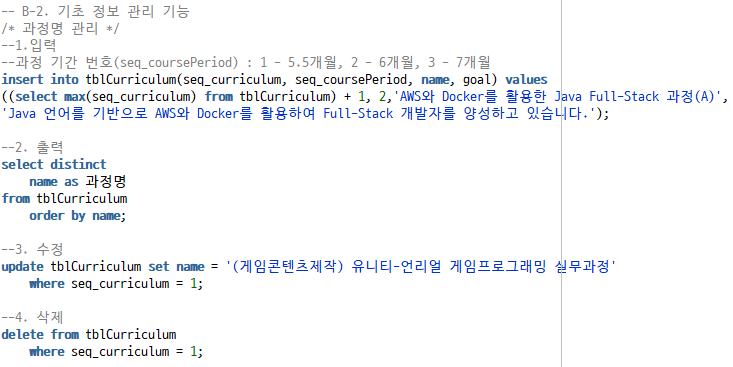 -- B-2. 기초 정보 관리 기능
/* 과정명 관리 */
--1.입력
--과정 기간 번호(seq_coursePeriod) : 1 - 5.5개월, 2 - 6개월, 3 - 7개월
insert into tblCurriculum(seq_curriculum, seq_coursePeriod, name, goal) values
((select max(seq_curriculum) from tblCurriculum) + 1, 2,'AWS와 Docker를 활용한 Java Full-Stack 과정(A)',
'Java 언어를 기반으로 AWS와 Docker를 활용하여 Full-Stack 개발자를 양성하고 있습니다.');
--2. 출력
select distinct
name as 과정명
from tblCurriculum
order by name;
--3. 수정
update tblCurriculum set name = '(게임콘텐츠제작) 유니티-언리얼 게임프로그래밍 실무과정'
where seq_curriculum = 1;
--4. 삭제
delete from tblCurriculum
where seq_curriculum = 1;